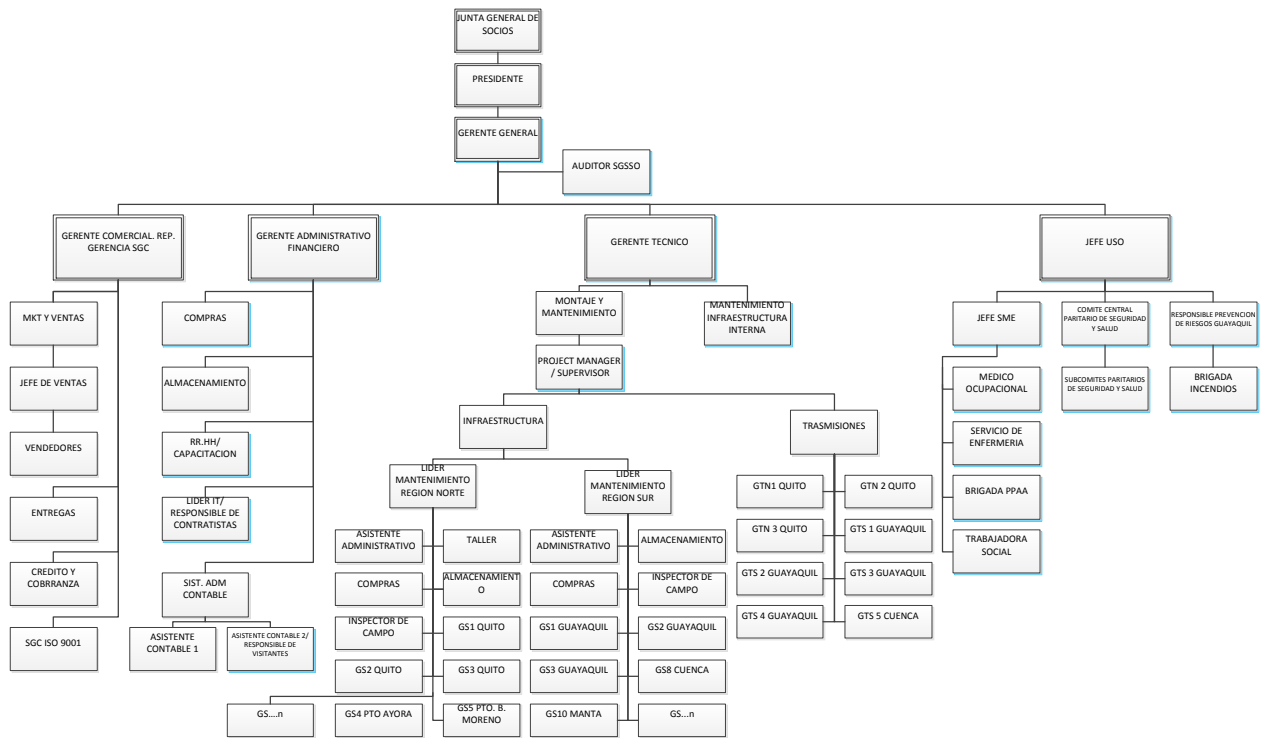 JUNTA GENERAL DE
SOCIOS
PRESIDENTE
GERENTE GENERAL
AUDITOR SGSSO
GERENTE COMERCIAL. REP.
GERENCIA SGC
GERENTE ADMINISTRATIVO
FINANCIERO
GERENTE TECNICO
JEFE USO
MKT Y VENTAS
JEFE DE VENTAS
VENDEDORES
ENTREGAS
CREDITO Y
COBRRANZA
SGC ISO 9001
COMPRAS
ALMACENAMIENTO
RR.HH/
CAPACITACION
LIDER IT/
RESPONSIBLE DE
CONTRATISTAS
SIST. ADM
CONTABLE
ASISTENTE
CONTABLE 1
ASISTENTE CONTABLE 2/
RESPONSIBLE DE
VISITANTES
MONTAJE Y
MANTENIMIENTO
MANTENIMIENTO
INFRAESTRUCTURA
INTERNA
PROJECT MANAGER
/ SUPERVISOR
INFRAESTRUCTURA
TRASMISIONES
LIDER
MANTENIMIENTO
REGION NORTE
LIDER
MANTENIMIENTO
REGION SUR
ASISTENTE
ADMINISTRATIVO
TALLER
COMPRAS
ALMACENAMIENT
O
INSPECTOR DE
CAMPO
GS1 QUITO
GS2 QUITO
GS3 QUITO
GS....n
GS4 PTO AYORA
GS5 PTO. B.
MORENO
ASISTENTE
ADMINISTRATIVO
ALMACENAMIENTO
COMPRAS
INSPECTOR DE
CAMPO
GS1 GUAYAQUIL
GS2 GUAYAQUIL
GS3 GUAYAQUIL
GS8 CUENCA
GS10 MANTA
GS...n
GTN1 QUITO
GTN 2 QUITO
GTN 3 QUITO
GTS 1 GUAYAQUIL
GTS 2 GUAYAQUIL
GTS 3 GUAYAQUIL
GTS 4 GUAYAQUIL
GTS 5 CUENCA
JEFE SME
COMITE CENTRAL
PARITARIO DE SEGURIDAD
Y SALUD
RESPONSIBLE PREVENCION
DE RIESGOS GUAYAQUIL
MEDICO
OCUPACIONAL
SUBCOMITES PARITARIOS
DE SEGURIDAD Y SALUD
BRIGADA
INCENDIOS
SERVICIO DE
ENFERMERIA
BRIGADA PPAA
TRABAJADORA
SOCIAL